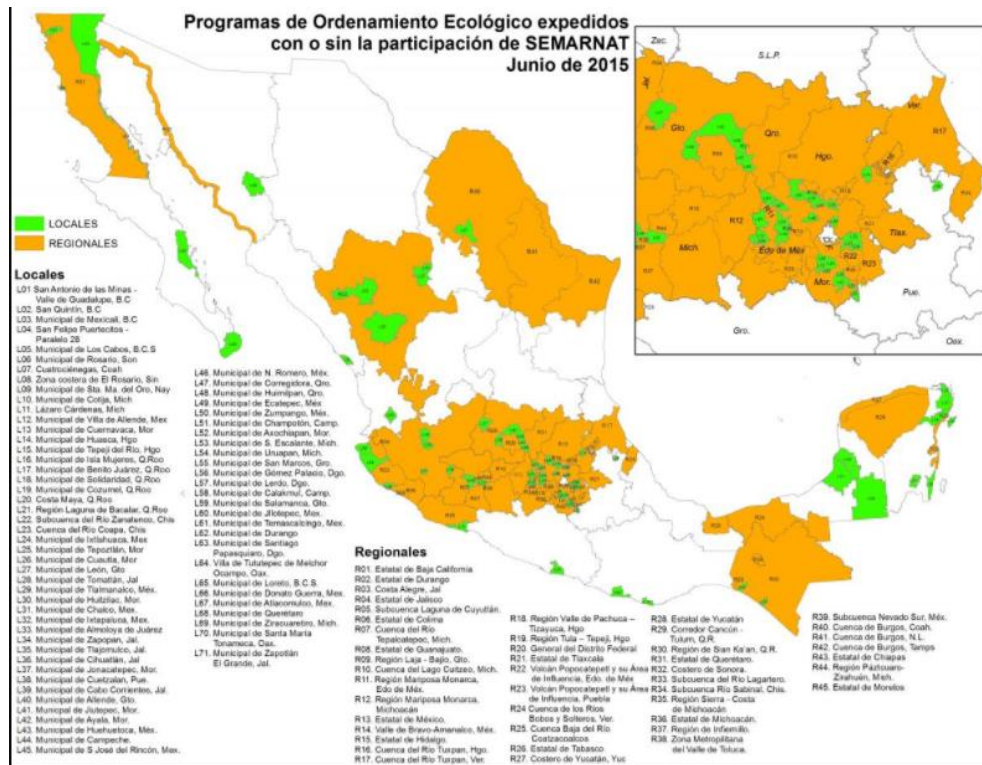 Programas de Ordenamiento Ecológico expedidos
con o sin la participación de SEMARNAT
Junio de 2015
LOCALES
REGIONALES
Zac.
S.L.P.
Jal.
Gto.
Qro.
Hgo.
Ver.
Mich.
Edo de Méx
Tlax.
Mor.
Pue.
Gro.
Oax.
R17
R12
R11
R22
R23
Locales
L01 San Antonio de las Minas -
Valle de Guadalupe, B.C
L02. San Quintín, B.C
L03. Municipal de Mexicali, B.C
L04. San Felipe Puertecitos -
Paralelo 28
L05. Municipal de Los Cabos, B.C.S
L06 Municipal de Rosario, Son
L07. Cuatrociénegas, Coah
L08. Zona costera de El Rosario, Sin
L09. Municipal de Sta. Ma. del Oro, Nay
L10. Municipal de Cotija, Mich
L11. Lázaro Cárdenas, Mich
L12. Municipal de Villa de Allende, Mex
L13 Municipal de Cuernavaca, Mor
L14 Municipal de Huasca, Hgo
L15 Municipal de Tepeji del Río, Hgo
L16 Municipal de Isla Mujeres, Q.Roo
L17 Municipal de Benito Juárez, Q.Roo
L18 Municipal de Solidaridad, Q.Roo
L19 Municipal de Cozumel, Q.Roo
L20 Costa Maya, Q.Roo
L21 Región Laguna de Bacalar, Q.Roo
L22 Subcuenca del Río Zanatenco, Chis
L23 Cuenca del Río Coapa, Chis
L24 Municipal de Ixtlahuaca, Mex
L25 Municipal de Tepoztlán, Mor
L26 Municipal de Cuautla, Mor
L27 Municipal de León, Gto
L28 Municipal de Tomatlán, Jal
L29 Municipal de Tlalmanalco, Méx.
L30 Municipal de Huitzilac, Mor.
L31 Municipal de Chalco, Mex.
L32 Municipal de Ixtapaluca, Mex.
L33 Municipal de Almoloya de Juárez
L34 Municipal de Zapopan, Jal.
L35 Municipal de Tlajomulco, Jal.
L36 Municipal de Cihuatlán, Jal
L37 Municipal de Jonacatepec, Mor.
L38 Municipal de Cuetzalan, Pue.
L39 Municipal de Cabo Corrientes, Jal.
L40 Municipal de Allende, Gto.
L41 Municipal de Jiutepec, Mor.
L42 Municipal de Ayala, Mor.
L43 Municipal de Huehuetoca, Méx.
L44 Municipal de Campeche.
L45 Municipal de S José del Rincón, Mex.
L46. Municipal de N. Romero, Méx.
L47. Municipal de Corregidora, Qro.
L48. Municipal de Huimilpan, Qro.
L49. Municipal de Ecatepec, Méx
L50. Municipal de Zumpango, Méx.
L51. Municipal de Champotón, Camp.
L52. Municipal de Axochiapan, Mor.
L53. Municipal de S. Escalante, Mich.
L54. Municipal de Uruapan, Mich.
L55. Municipal de San Marcos, Gro.
L56. Municipal de Gómez Palacio, Dgo.
L57. Municipal de Lerdo, Dgo.
L58. Municipal de Calakmul, Camp.
L59. Municipal de Salamanca, Gto.
L60. Municipal de Jilotepec, Mex.
L61. Municipal de Temascalcingo, Mex.
L62. Municipal de Durango
L63. Municipal de Santiago
Papasquiaro, Dgo.
L64. Villa de Tututepec de Melchor
Ocampo, Oax.
L65. Municipal de Loreto, B.C.S.
L66. Municipal de Donato Guerra, Mex.
L67. Municipal de Atlacomulco, Mex.
L68. Municipal de Querétaro
L69. Municipal de Ziracuaretiro, Mich.
L70. Municipal de Santa María
Tonameca, Oax.
L71. Municipal de Zapotlán
El Grande, Jal.
Regionales
R01. Estatal de Baja California
R02. Estatal de Durango
R03. Costa Alegre, Jal
R04. Estatal de Jalisco
R05. Subcuenca Laguna de Cuyutlán.
R06. Estatal de Colima
R07. Cuenca del Río
Tepalcatepec, Mich.
R08. Estatal de Guanajuato.
R09. Región Laja - Bajío, Gto.
R10. Cuenca del Lago Cuitzeo, Mich.
R11. Región Mariposa Monarca,
Edo de Méx
R12. Región Mariposa Monarca,
Michoacán
R13. Estatal de México.
R14. Valle de Bravo-Amanalco, Méx
R15. Estatal de Hidalgo.
R16. Cuenca del Río Tuxpan, Hgo.
R17. Cuenca del Río Tuxpan, Ver.
R18. Región Valle de Pachuca -
Tizayuca, Hgo
R19. Región Tula - Tepeji, Hgo
R20. General del Distrito Federal
R21. Estatal de Tlaxcala
R22 Volcán Popocatepetl y su Área
de Influencia, Edo. de Méx
R23. Volcán Popocatepetl y su Área
de Influencia, Puebla
R24 Cuenca de los Ríos
Bobos y Solteros, Ver.
R25. Cuenca Baja del Río
Coatzacoalcos
R26. Estatal de Tabasco
R27. Costero de Yucatán, Yuc
R28. Estatal de Yucatán
R29. Corredor Cancún -
Tulum, Q.R
R30. Región de Sian Ka'an, Q.R.
R31. Estatal de Querétaro.
R32. Costero de Sonora.
R33. Subcuenca del Río Lagartero.
R34. Subcuenca Río Sabinal, Chis.
R35. Región Sierra - Costa
de Michoacán
R36. Estatal de Michoacán.
R37. Región de Infiernillo.
R38. Zona Metropolitana
del Valle de Toluca.
R39. Subcuenca Nevado Sur, Méx.
R40. Cuenca de Burgos, Coah.
R41. Cuenca de Burgos, N.L.
R42. Cuenca de Burgos, Tamps
R43. Estatal de Chiapas
R44. Región Pátzcuaro-
Zirahuén, Mich.
R45. Estatal de Morelos